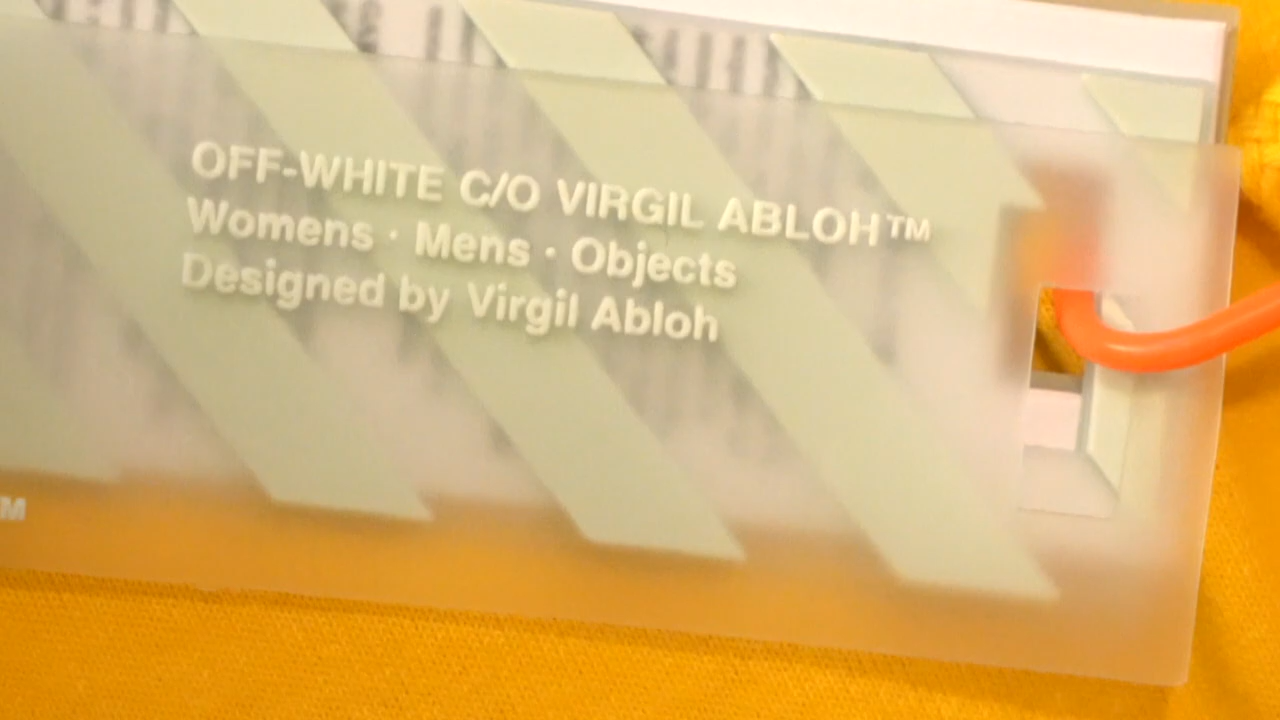 OFF-WHITE C/O VIRGIL ABLOH™
Womens · Mens · Objects
Designed by Virgil Abloh